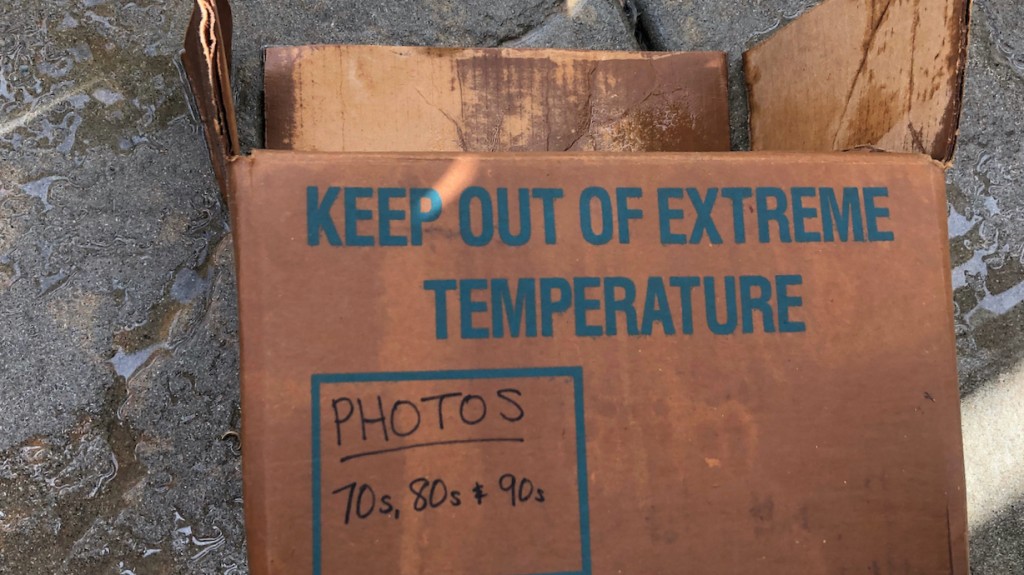 KEEP OUT OF EXTREME
TEMPERATURE
PHOTOS
70s, 80s & 90s